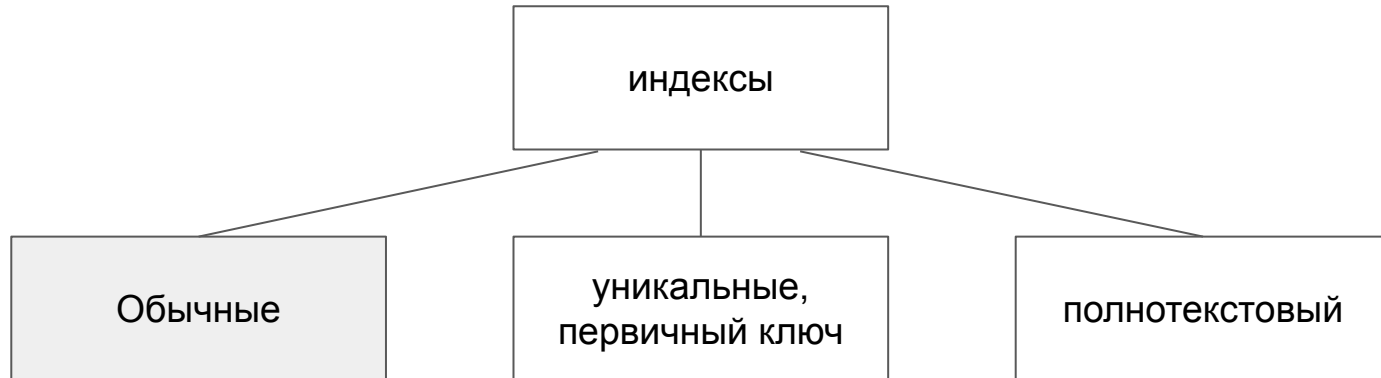 индексы
Обычные
уникальные,
первичный ключ
полнотекстовый